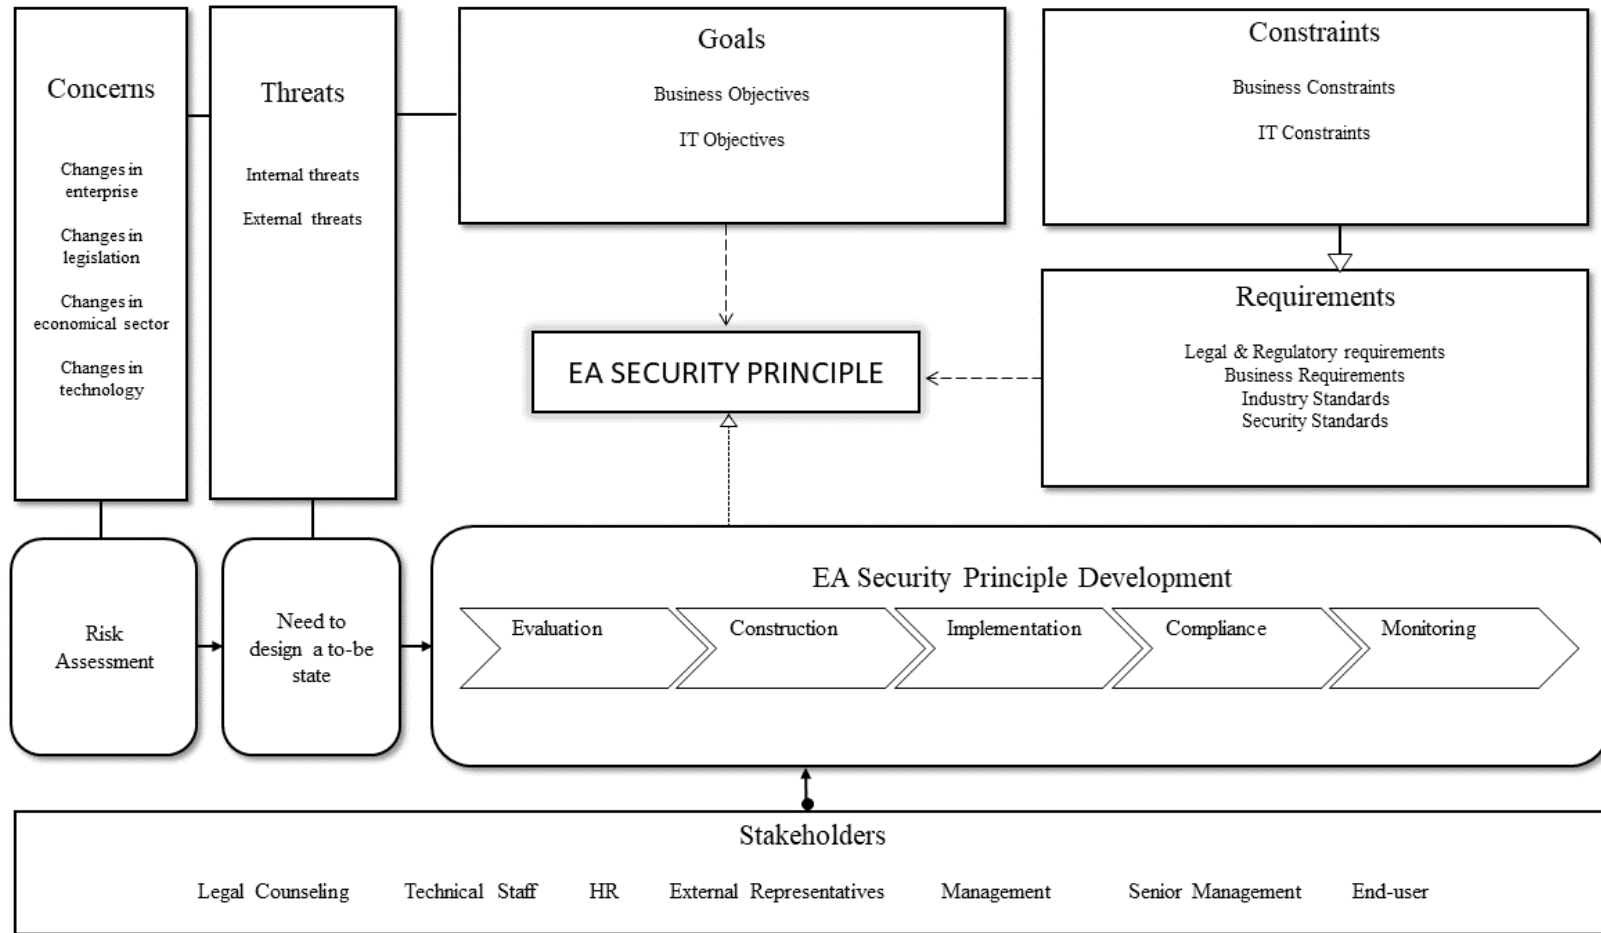 Concerns
Changes in
enterprise
Changes in
legislation
Changes in
economical sector
Changes in
technology
Threats
Internal threats
External threats
Goals
Business Objectives
IT Objectives
Constraints
Business Constraints
IT Constraints
Requirements
Legal & Regulatory requirements
Business Requirements
Industry Standards
Security Standards
EA SECURITY PRINCIPLE
Risk
Assessment
Need to
design a to-be
state
EA Security Principle Development
Evaluation
Construction
Implementation
Compliance
Monitoring
Stakeholders
Legal Counseling Technical Staff HR External Representatives Management Senior Management End-user